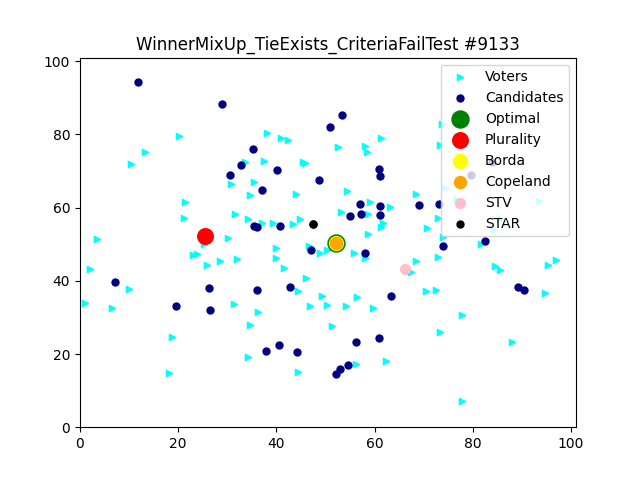 WinnerMixUp_TieExists_CriteriaFailTest #9133
100
80
60
40
20
0
0 20 40 60 80 100
Voters
Candidates
Optimal
Plurality
Borda
Copeland
STV
STAR